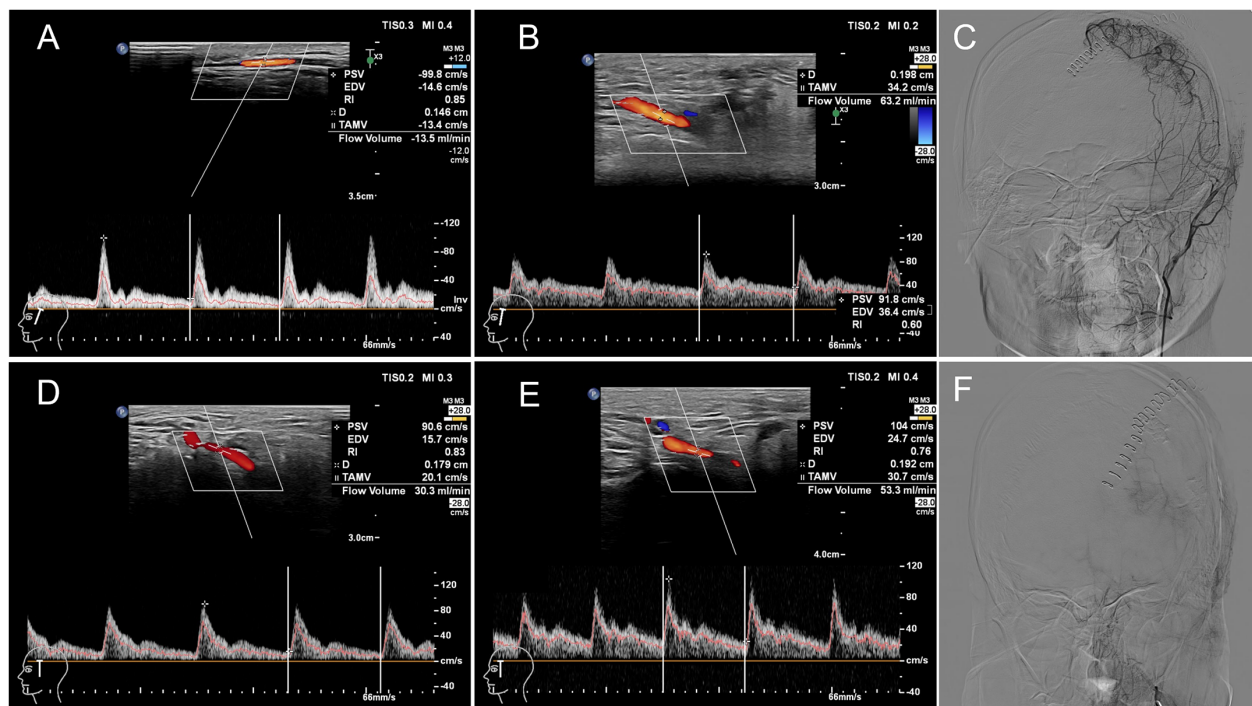 A
TIS0.3 MI 0.4
M3 M3
+12.0
X3
PSV -99.8 cm/s
EDV -14.6 cm/s
RI 0.85
D 0.146 cm
TAMV -13.4 cm/s
Flow Volume -13.5 ml/min
-12.0
cm/s
3.5cm
-120
-80
-40
Inv
cm/s
40
66mm/s
B
TIS0.2 MI 0.2
M3 M3
+28.0
D 0.198 cm
TAMV 34.2 cm/s
Flow Volume 63.2 ml/min
X3
-28.0
cm/s
3.0cm
120
80
40
PSV 91.8 cm/s
EDV 36.4 cm/s
RI 0.60
-40
66mm/s
C
D
TIS0.2 MI 0.3
M3 M3
+28.0
PSV 90.6 cm/s
EDV 15.7 cm/s
RI 0.83
D 0.179 cm
TAMV 20.1 cm/s
Flow Volume 30.3 ml/min
-28.0
cm/s
3.0cm
120
80
40
cm/s
-40
66mm/s
E
TIS0.2 MI 0.4
M3 M3
+28.0
PSV 104 cm/s
EDV 24.7 cm/s
RI 0.76
D 0.192 cm
TAMV 30.7 cm/s
Flow Volume 53.3 ml/min
-28.0
cm/s
4.0cm
120
80
40
cm/s
-40
66mm/s
F